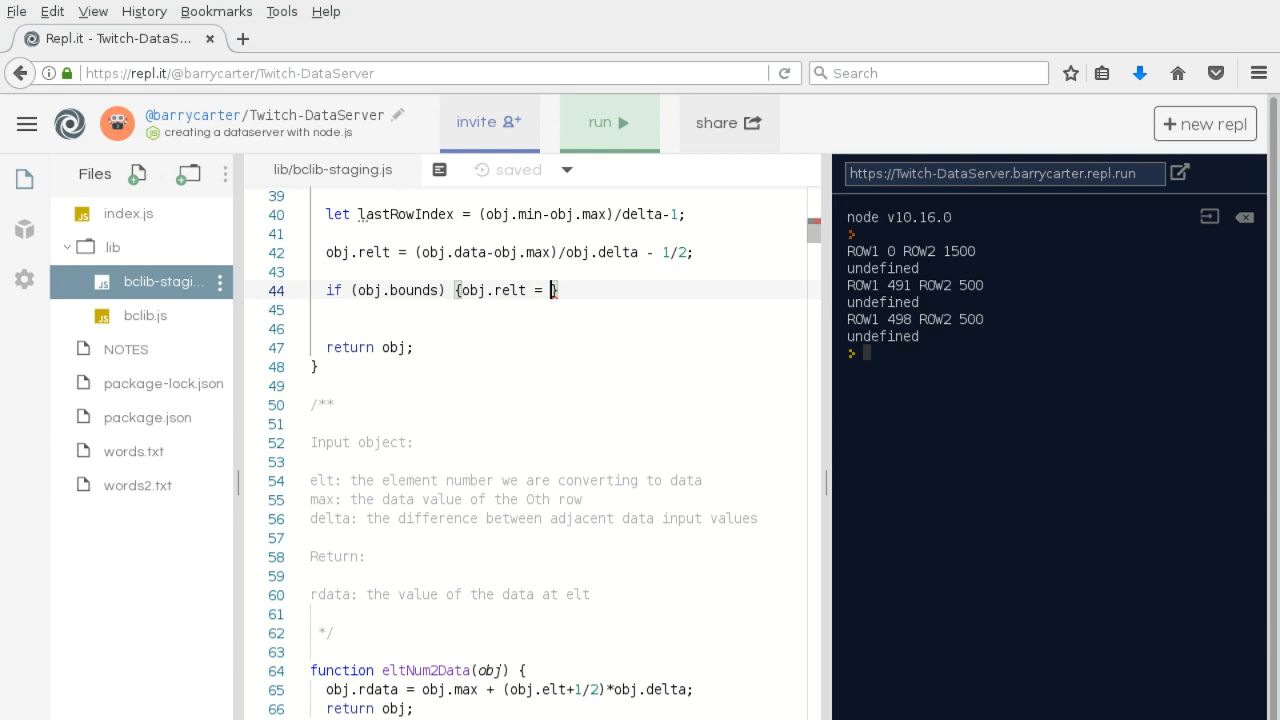 File Edit View History Bookmarks Tools Help
Repl.it - Twitch-DataS...
https://repl.it/@barrycarter/Twitch-DataServer
Search
@barrycarter/Twitch-DataServer
creating a dataserver with node.js
invite
run
share
+ new repl
Files
index.js
lib
bclib-stagi...
bclib.js
NOTES
package-lock.json
package.json
words.txt
words2.txt
lib/bclib-staging.js
saved
39
40 let lastRowIndex = (obj.min-obj.max)/delta-1;
41
42 obj.relt = (obj.data-obj.max)/obj.delta - 1/2;
43
44 if (obj.bounds) {obj.relt = }
45
46
47 return obj;
48 }
49
50 /**
51
52 Input object:
53
54 elt: the element number we are converting to data
55 max: the data value of the 0th row
56 delta: the difference between adjacent data input values
57
58 Return:
59
60 rdata: the value of the data at elt
61
62 */
63
64 function eltNum2Data(obj) {
65 obj.rdata = obj.max + (obj.elt+1/2)*obj.delta;
66 return obj;
https://Twitch-DataServer.barrycarter.repl.run
node v10.16.0
>
ROW1 0 ROW2 1500
undefined
ROW1 491 ROW2 500
undefined
ROW1 498 ROW2 500
undefined
>